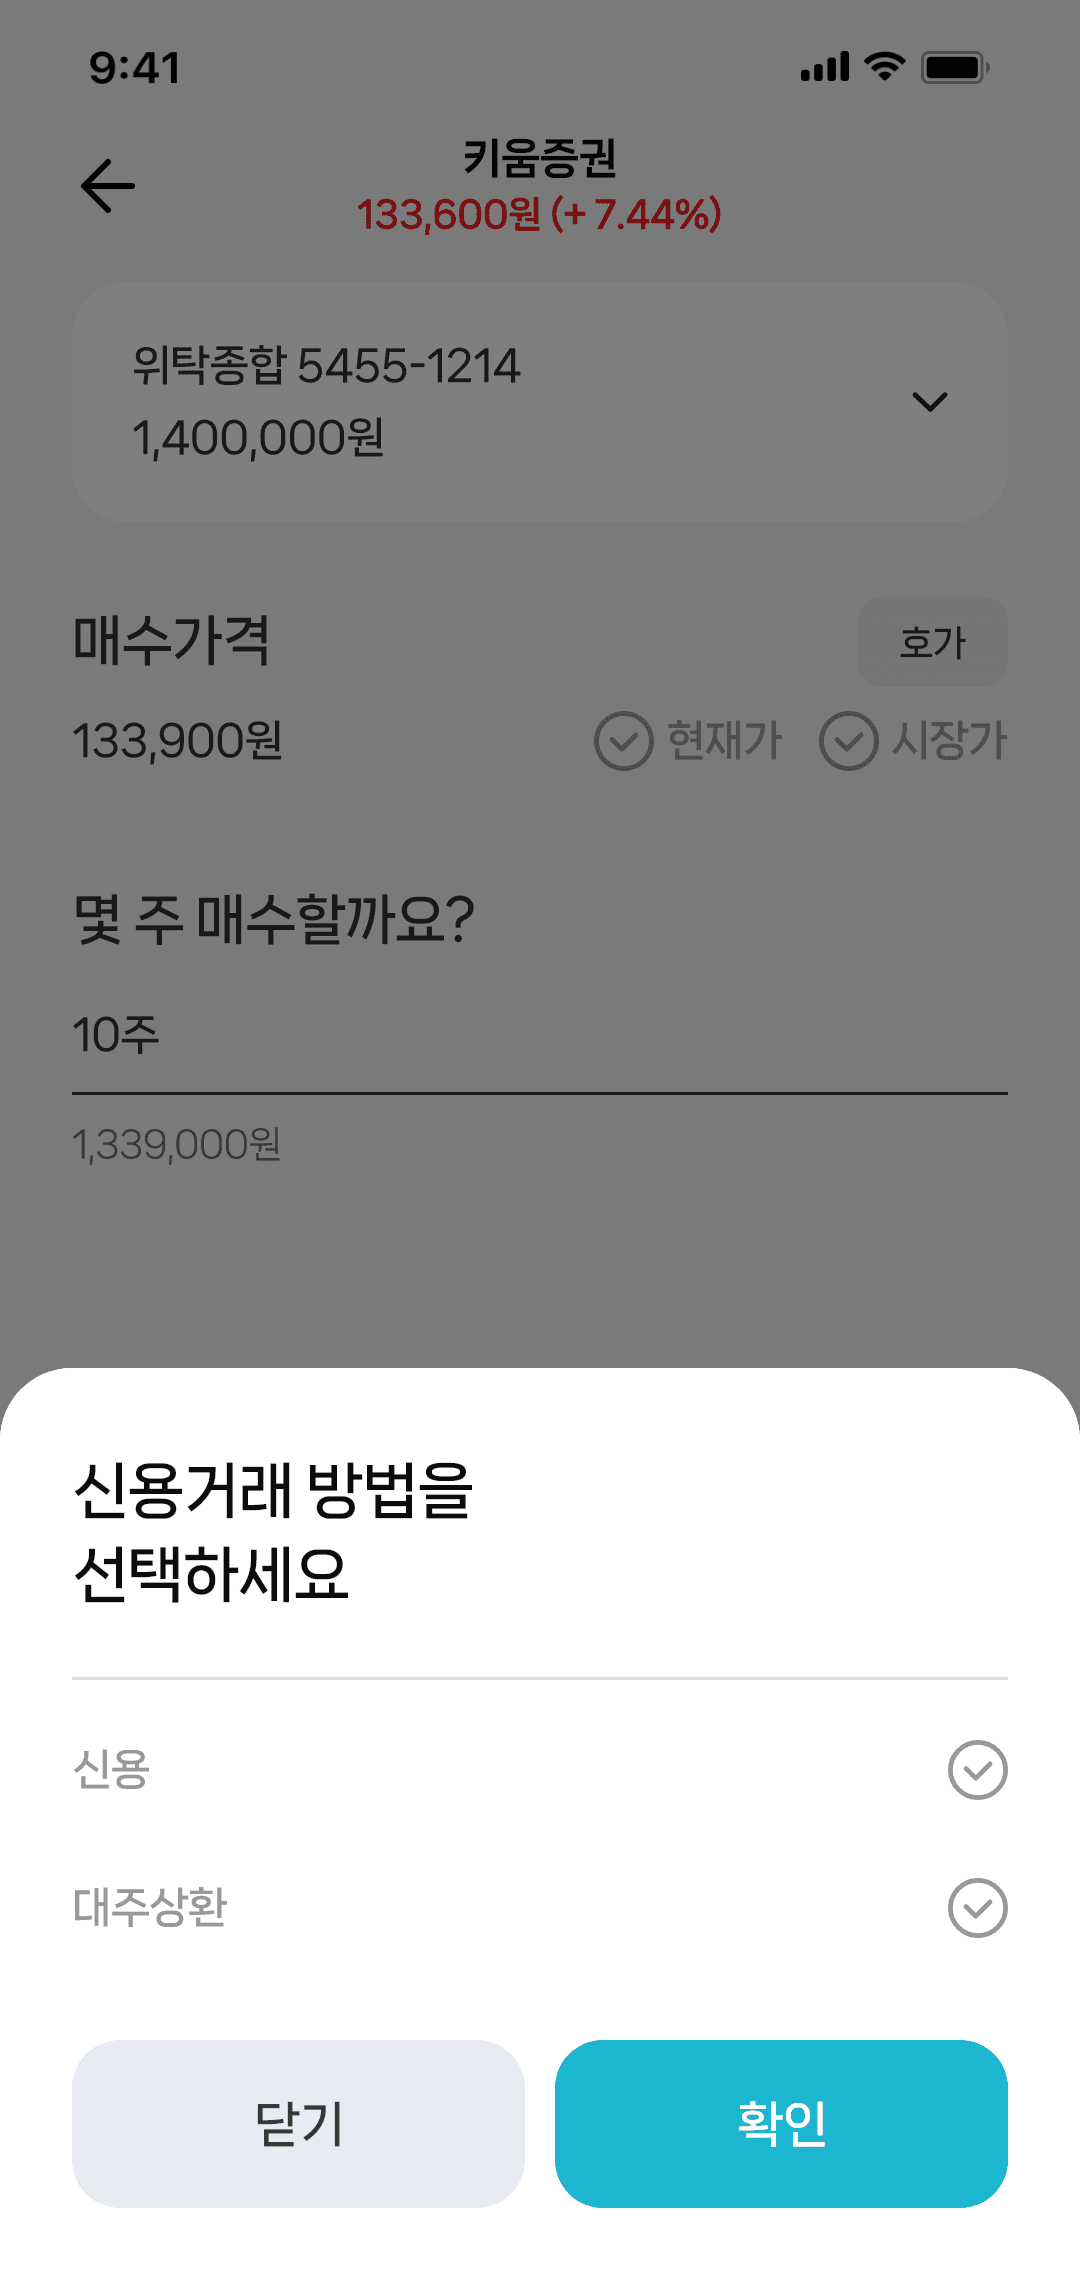 9:41
키움증권
133,600원 (+ 7.44%)
위탁종합 5455-1214
1,400,000원
매수가격
호가
133,900원
현재가
시장가
몇 주 매수할까요?
10주
1,339,000원
신용거래 방법을
선택하세요
신용
대주상환
닫기
확인